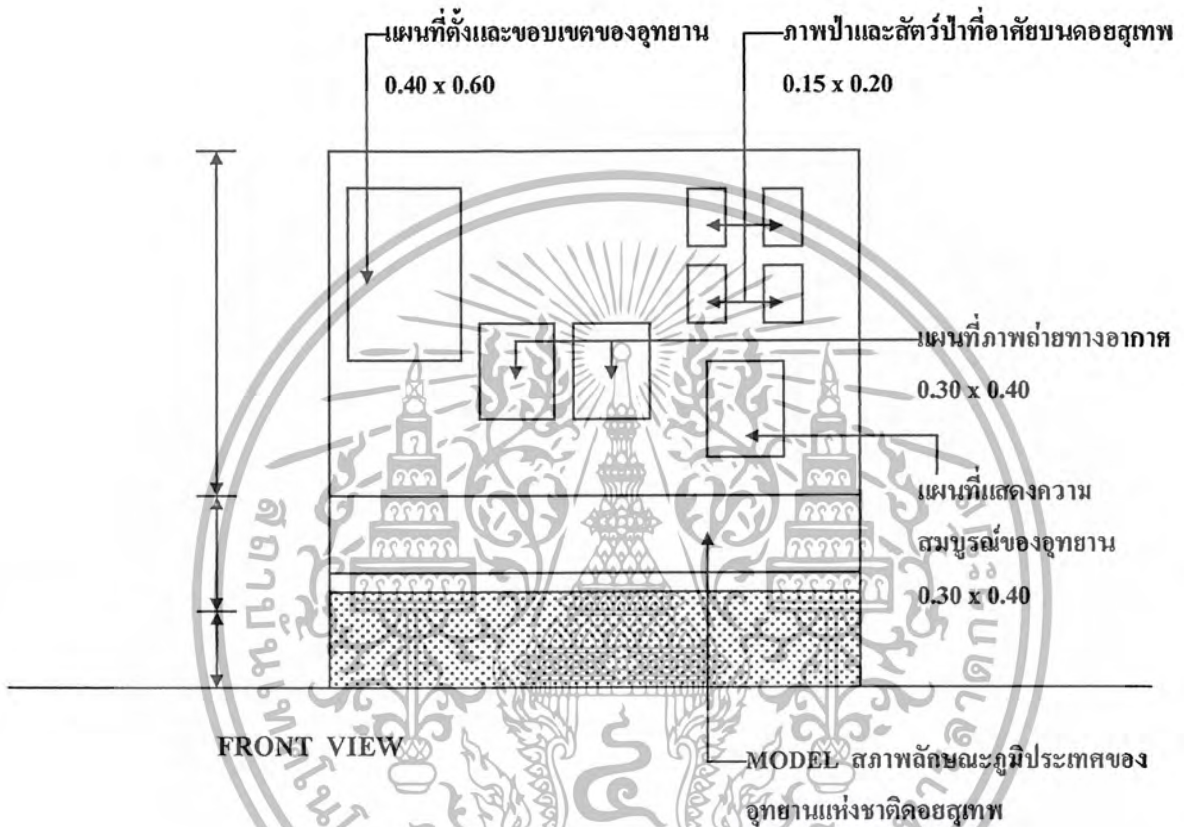 แผนที่ตั้งและขอบเขตของอุทยาน
0.40 x 0.60
ภาพป่าและสัตว์ป่าที่อาศัยบนดอยสุเทพ
0.15 x 0.20
แผนที่ภาพถ่ายทางอากาศ
0.30 x 0.40
แผนที่แสดงความ
สมบูรณ์ของอุทยาน
0.30 x 0.40
FRONT VIEW
MODEL สภาพลักษณะภูมิประเทศของ
อุทยานแห่งชาติดอยสุเทพ